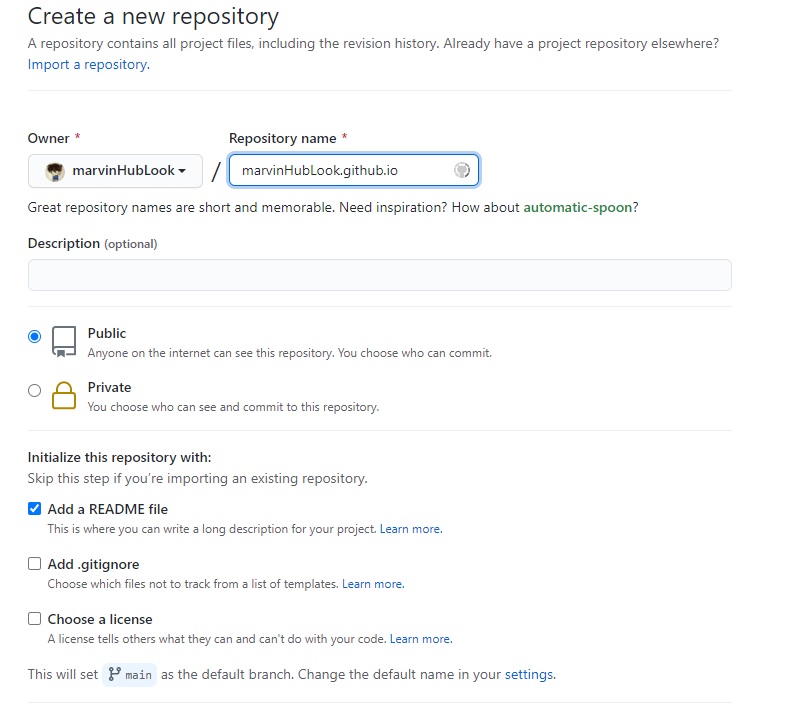 Create a new repository
A repository contains all project files, including the revision history. Already have a project repository elsewhere?
Import a repository.
Owner * Repository name *
marvinHubLook / marvinHubLook.github.io
Great repository names are short and memorable. Need inspiration? How about automatic-spoon?
Description (optional)
Public
Anyone on the internet can see this repository. You choose who can commit.
Private
You choose who can see and commit to this repository.
Initialize this repository with:
Skip this step if you're importing an existing repository.
Add a README file
This is where you can write a long description for your project. Learn more.
Add .gitignore
Choose which files not to track from a list of templates. Learn more.
Choose a license
A license tells others what they can and can't do with your code. Learn more.
This will set main as the default branch. Change the default name in your settings.